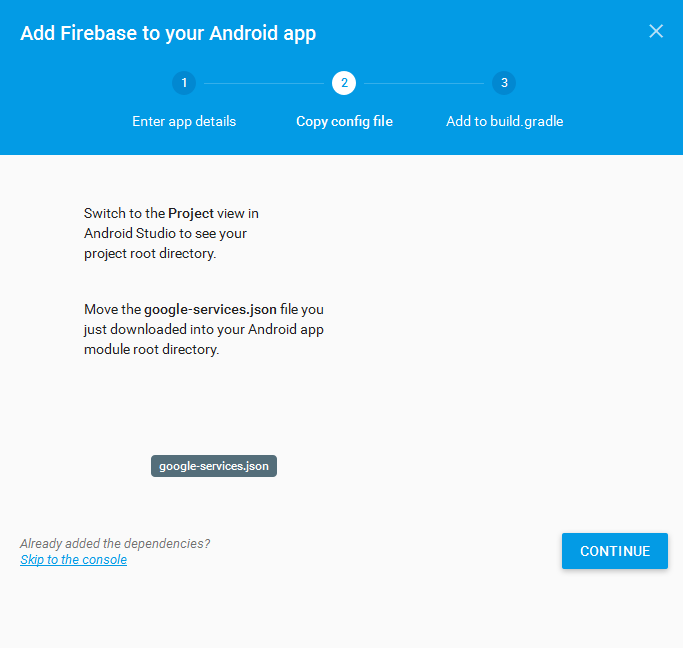 Add Firebase to your Android app
1
2
3
Enter app details
Copy config file
Add to build.gradle
Switch to the Project view in
Android Studio to see your
project root directory.
Move the google-services.json file you
just downloaded into your Android app
module root directory.
google-services.json
Already added the dependencies?
Skip to the console
CONTINUE